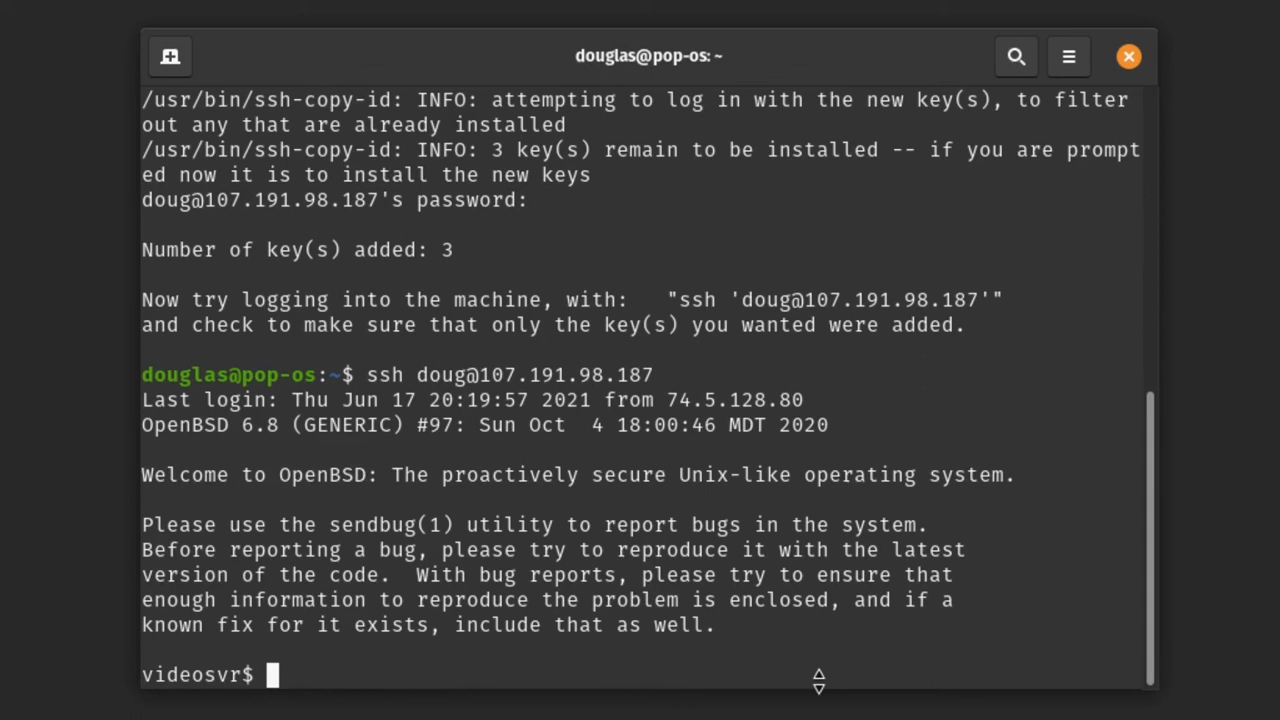 douglas@pop-os: ~
/usr/bin/ssh-copy-id: INFO: attempting to log in with the new key(s), to filter
out any that are already installed
/usr/bin/ssh-copy-id: INFO: 3 key(s) remain to be installed -- if you are prompt
ed now it is to install the new keys
doug@107.191.98.187's password:
Number of key(s) added: 3
Now try logging into the machine, with:   "ssh 'doug@107.191.98.187'"
and check to make sure that only the key(s) you wanted were added.
douglas@pop-os:~$ ssh doug@107.191.98.187
Last login: Thu Jun 17 20:19:57 2021 from 74.5.128.80
OpenBSD 6.8 (GENERIC) #97: Sun Oct  4 18:00:46 MDT 2020
Welcome to OpenBSD: The proactively secure Unix-like operating system.
Please use the sendbug(1) utility to report bugs in the system.
Before reporting a bug, please try to reproduce it with the latest
version of the code.  With bug reports, please try to ensure that
enough information to reproduce the problem is enclosed, and if a
known fix for it exists, include that as well.
videosvr$